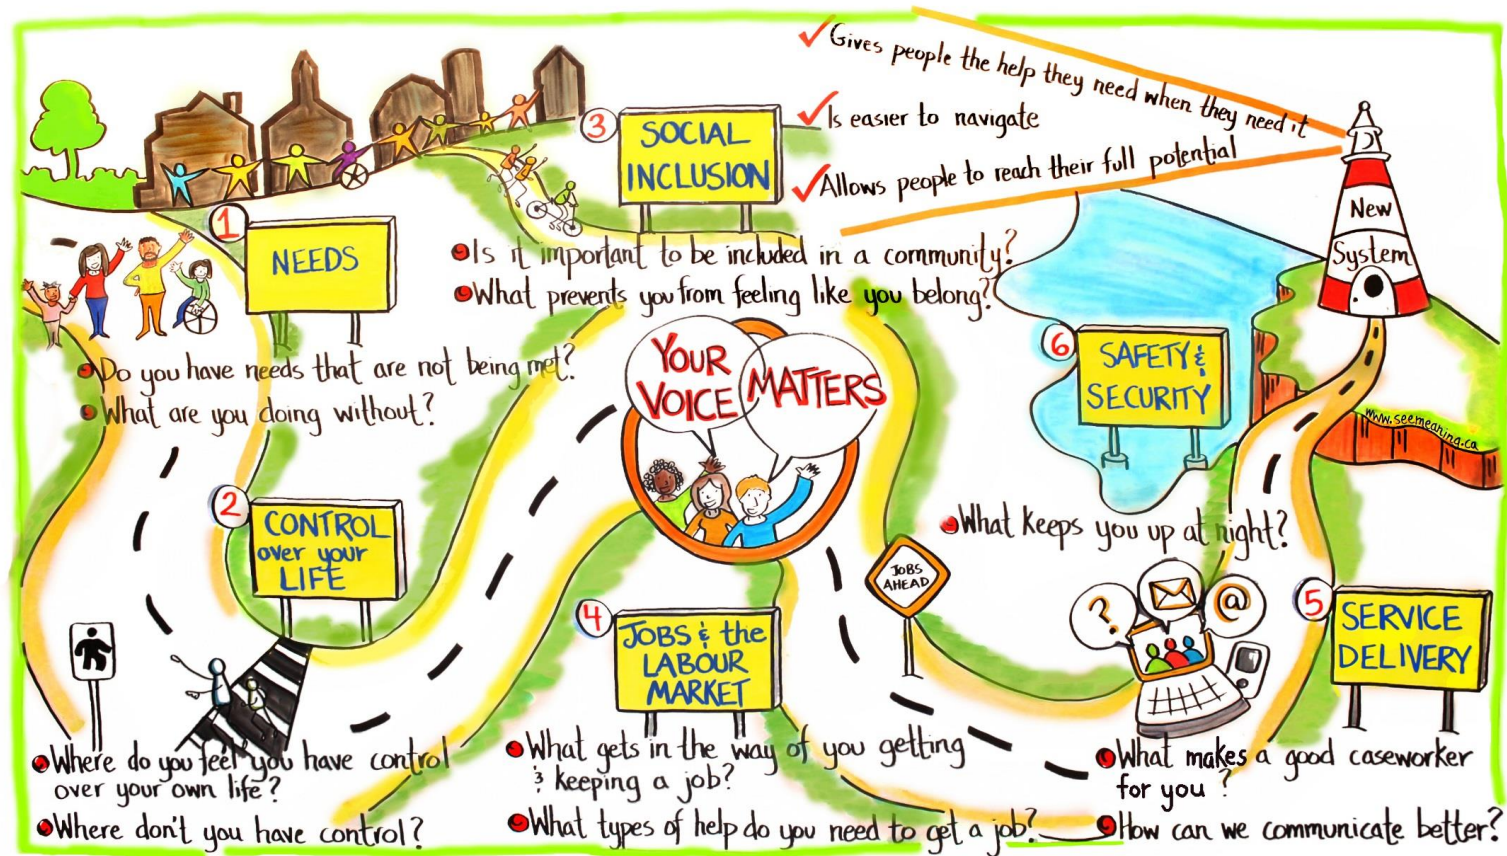 Gives people the help they need when they need it
Is easier to navigate
Allows people to reach their full potential
New
System
3
SOCIAL
INCLUSION
Is it important to be included in a community?
What prevents you from feeling like you belong?
1
NEEDS
Do you have needs that are not being met?
What are you doing without?
YOUR
VOICE
MATTERS
6
SAFETY &
SECURITY
www.seemeaning.ca
What keeps you up at night?
2
CONTROL
over your
LIFE
Where do you feel you have control
over your own life?
Where don't you have control?
4
JOBS & the
LABOUR
MARKET
What gets in the way of you getting
& keeping a job?
What types of help do you need to get a job?
JOBS
AHEAD
?
@
5
SERVICE
DELIVERY
What makes a good caseworker
for you?
How can we communicate better?